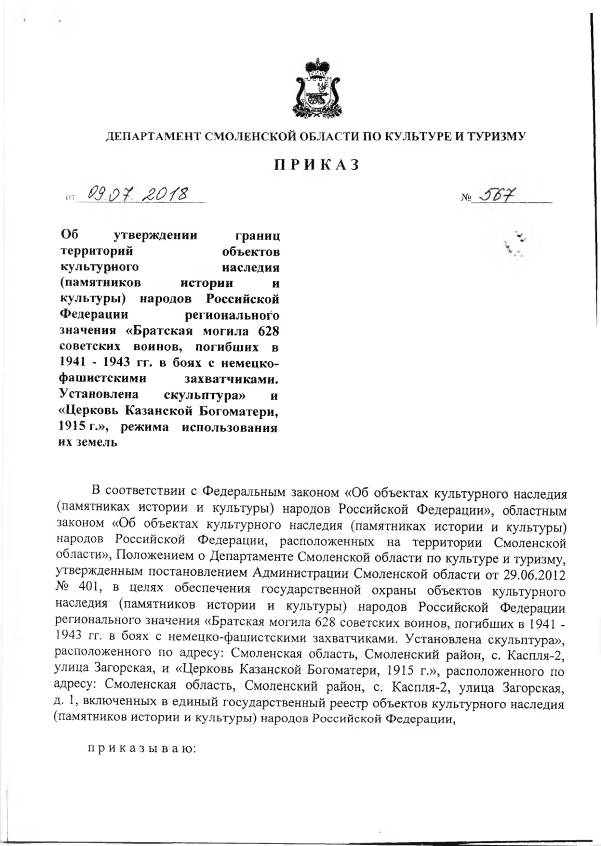 ДЕПАРТАМЕНТ СМОЛЕНСКОЙ ОБЛАСТИ ПО КУЛЬТУРЕ И ТУРИЗМУ
П Р И К А З
от 09.07.2018 № 567
Об утверждении границ
территорий объектов
культурного наследия
(памятников истории и
культуры) народов Российской
Федерации регионального
значения «Братская могила 628
советских воинов, погибших в
1941 - 1943 гг. в боях с немецко-
фашистскими захватчиками.
Установлена скульптура» и
«Церковь Казанской Богоматери,
1915 г.», режима использования
их земель
В соответствии с Федеральным законом «Об объектах культурного наследия
(памятниках истории и культуры) народов Российской Федерации», областным
законом «Об объектах культурного наследия (памятниках истории и культуры)
народов Российской Федерации, расположенных на территории Смоленской
области», Положением о Департаменте Смоленской области по культуре и туризму,
утвержденным постановлением Администрации Смоленской области от 29.06.2012
№ 401, в целях обеспечения государственной охраны объектов культурного
наследия (памятников истории и культуры) народов Российской Федерации
регионального значения «Братская могила 628 советских воинов, погибших в 1941 -
1943 гг. в боях с немецко-фашистскими захватчиками. Установлена скульптура»,
расположенного по адресу: Смоленская область, Смоленский район, с. Каспля-2,
улица Загорская, и «Церковь Казанской Богоматери, 1915 г.», расположенного по
адресу: Смоленская область, Смоленский район, с. Каспля-2, улица Загорская,
д. 1, включенных в единый государственный реестр объектов культурного наследия
(памятников истории и культуры) народов Российской Федерации,
п р и к а з ы в а ю: